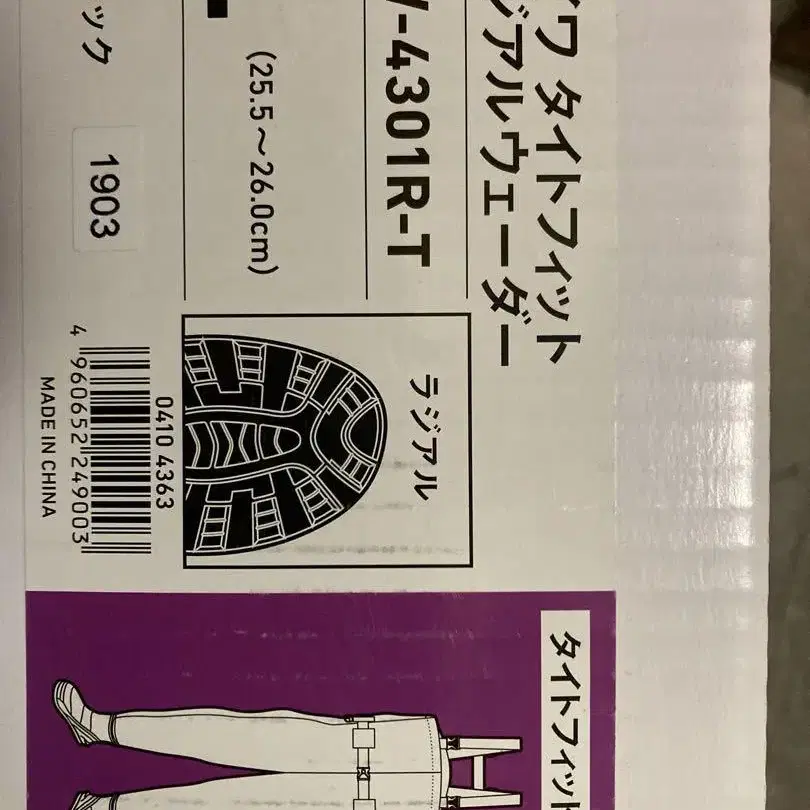 イワ タイトフィット
ジアルウェーダー
-4301R-T
(25.5〜26.0cm)
ック
1903
ラジアル
0410 4363
4 960652 249003
MADE IN CHINA
タイトフィット